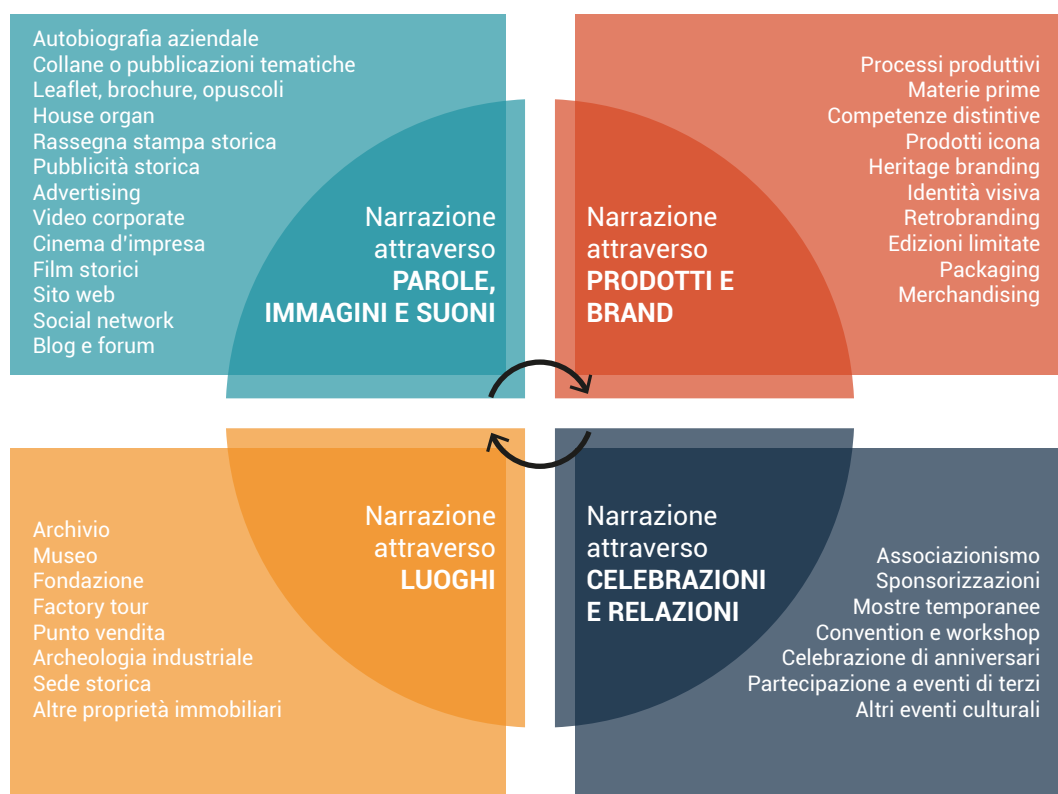 Autobiografia aziendale
Collane o pubblicazioni tematiche
Leaflet, brochure, opuscoli
House organ
Rassegna stampa storica
Pubblicità storica
Advertising
Video corporate
Cinema d'impresa
Film storici
Sito web
Social network
Blog e forum
Narrazione
attraverso
PAROLE,
IMMAGINI E SUONI
Narrazione
attraverso
PRODOTTI E
BRAND
Processi produttivi
Materie prime
Competenze distintive
Prodotti icona
Heritage branding
Identità visiva
Retrobranding
Edizioni limitate
Packaging
Merchandising
Archivio
Museo
Fondazione
Factory tour
Punto vendita
Archeologia industriale
Sede storica
Altre proprietà immobiliari
Narrazione
attraverso
LUOGHI
Narrazione
attraverso
CELEBRAZIONI
E RELAZIONI
Associazionismo
Sponsorizzazioni
Mostre temporanee
Convention e workshop
Celebrazione di anniversari
Partecipazione a eventi di terzi
Altri eventi culturali